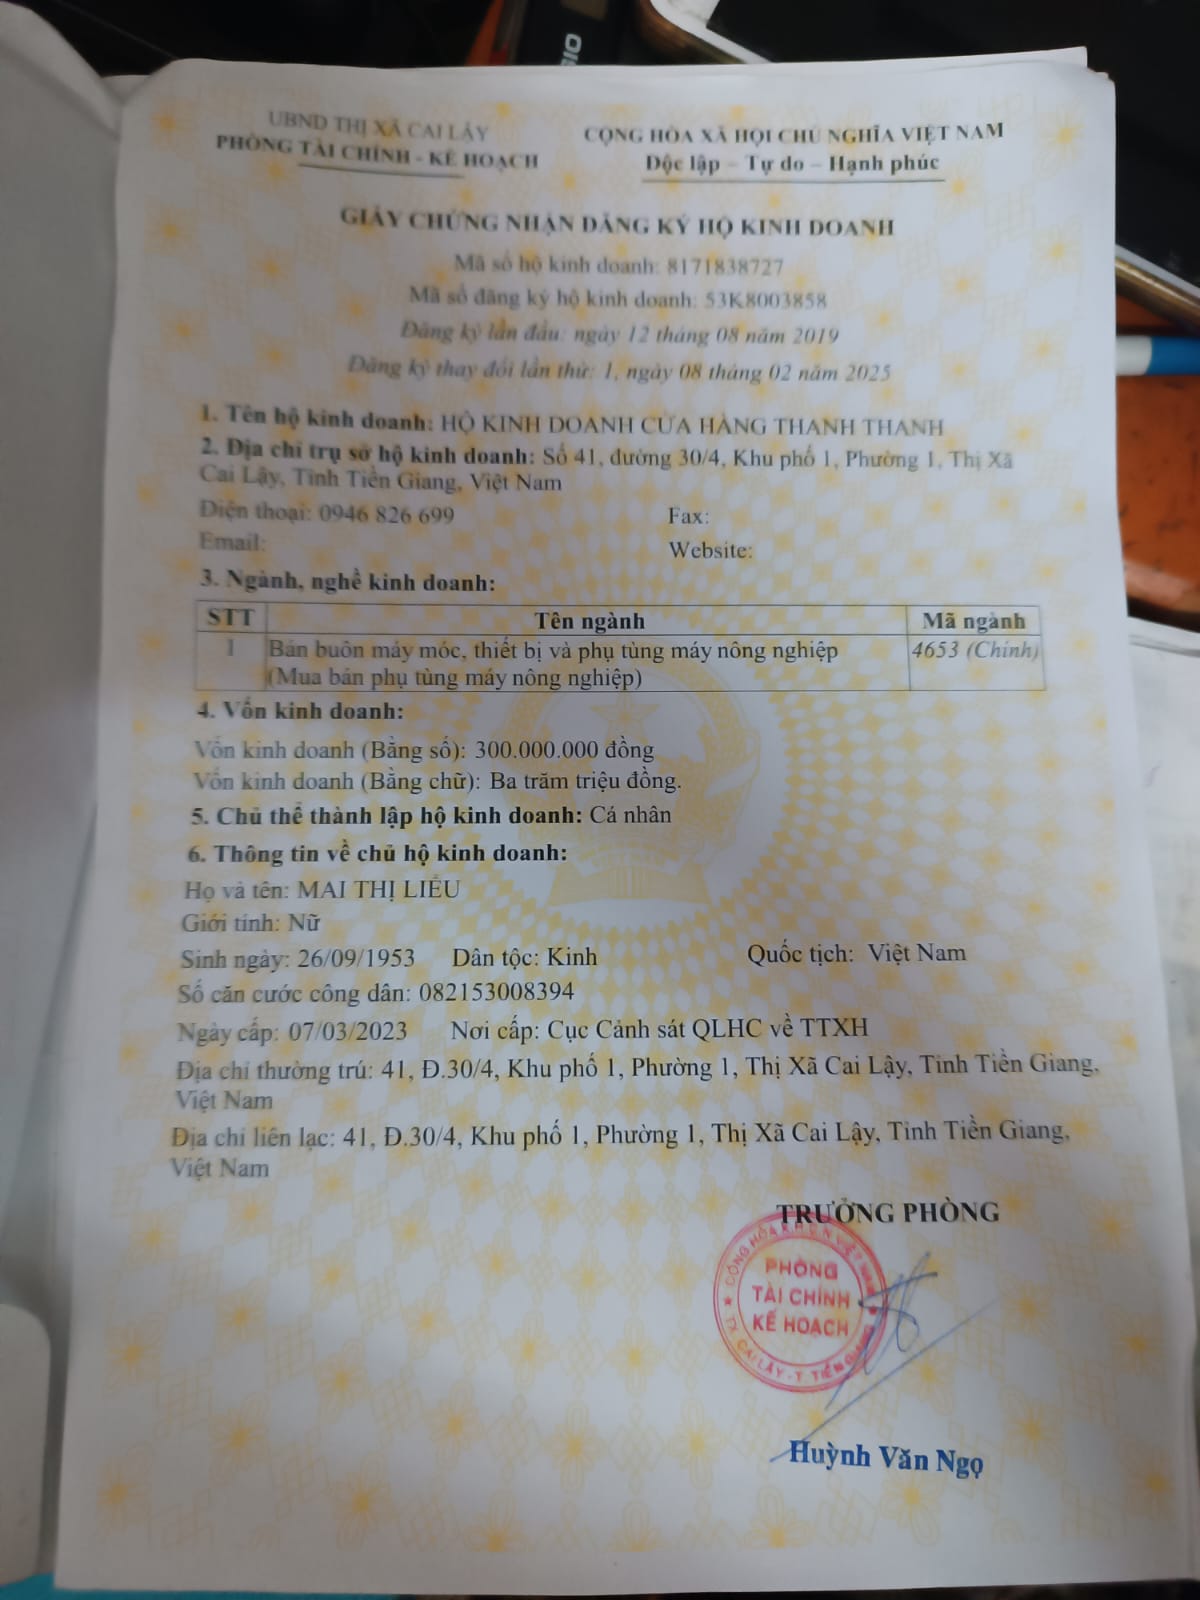 SIO
UBND THỊ XÃ CAI LẬY
PHÒNG TÀI CHÍNH - KẾ HOẠCH
CỘNG HÒA XÃ HỘI CHỦ NGHĨA VIỆT NAM
Độc lập – Tự do – Hạnh phúc
GIẤY CHỨNG NHẬN ĐĂNG KÝ HỘ KINH DOANH
Mã số hộ kinh doanh: 8171838727
Mã số đăng ký hộ kinh doanh: 53K8003858
Đăng ký lần đầu: ngày 12 tháng 08 năm 2019
Đăng ký thay đổi lần thứ: 1, ngày 08 tháng 02 năm 2025
1. Tên hộ kinh doanh: HỘ KINH DOANH CỬA HÀNG THANH THANH
2. Địa chỉ trụ sở hộ kinh doanh: Số 41, đường 30/4, Khu phố 1, Phường 1, Thị Xã
Cai Lậy, Tỉnh Tiền Giang, Việt Nam
Điện thoại: 0946 826 699
Fax:
Email:
Website:
3. Ngành, nghề kinh doanh:
STT Tên ngành Mã ngành
1 Bán buôn máy móc, thiết bị và phụ tùng máy nông nghiệp 4653 (Chính)
(Mua bán phụ tùng máy nông nghiệp)
4. Vốn kinh doanh:
Vốn kinh doanh (Bằng số): 300.000.000 đồng
Vốn kinh doanh (Bằng chữ): Ba trăm triệu đồng.
5. Chủ thể thành lập hộ kinh doanh: Cá nhân
6. Thông tin về chủ hộ kinh doanh:
Họ và tên: MAI THỊ LIỄU
Giới tính: Nữ
Sinh ngày: 26/09/1953 Dân tộc: Kinh Quốc tịch: Việt Nam
Số căn cước công dân: 082153008394
Ngày cấp: 07/03/2023 Nơi cấp: Cục Cảnh sát QLHC về TTXH
Địa chỉ thường trú: 41, Đ.30/4, Khu phố 1, Phường 1, Thị Xã Cai Lậy, Tỉnh Tiền Giang,
Việt Nam
Địa chỉ liên lạc: 41, Đ.30/4, Khu phố 1, Phường 1, Thị Xã Cai Lậy, Tỉnh Tiền Giang,
Việt Nam
TRƯỞNG PHÒNG
CỘNG HÒA X.H.C.N VIỆT NAM
PHÒNG
TÀI CHÍNH
KẾ HOẠCH
TX. CAI LẬY - T. TIỀN GIANG
Huỳnh Văn Ngọ